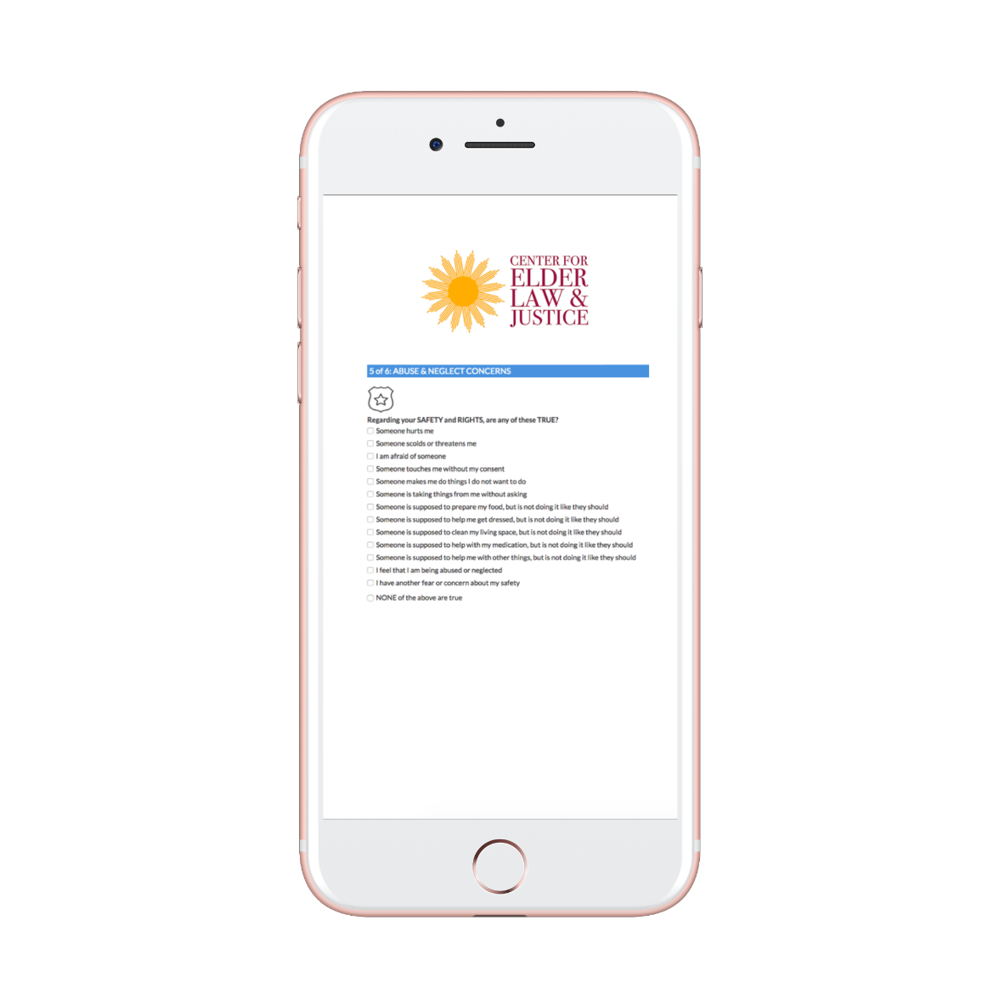 CENTER FOR
ELDER
LAW &
JUSTICE
5 of 6: ABUSE & NEGLECT CONCERNS
Regarding your SAFETY and RIGHTS, are any of these TRUE?
Someone hurts me
Someone scolds or threatens me
I am afraid of someone
Someone touches me without my consent
Someone makes me do things I do not want to do
Someone is taking things from me without asking
Someone is supposed to prepare my food, but is not doing it like they should
Someone is supposed to help me get dressed, but is not doing it like they should
Someone is supposed to clean my living space, but is not doing it like they should
Someone is supposed to help with my medication, but is not doing it like they should
Someone is supposed to help me with other things, but is not doing it like they should
I feel that I am being abused or neglected
I have another fear or concern about my safety
NONE of the above are true